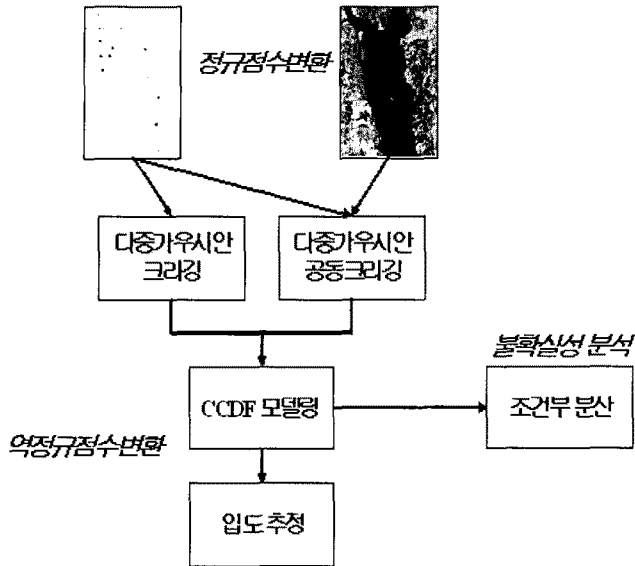 정규점수변환
다중가우시안
크리깅
다중가우시안
공동크리깅
불확실성 분석
CCDF 모델링
조건부 분산
역정규점수변환
입도 추정